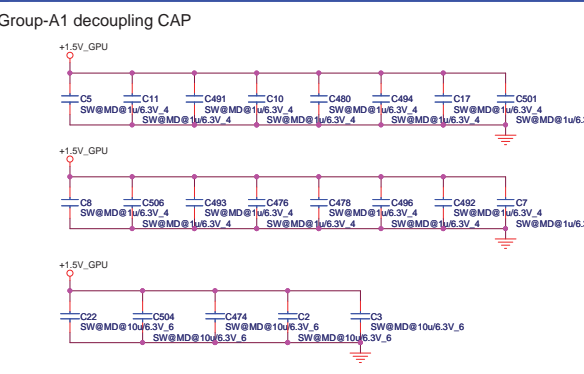 Group-A1 decoupling CAP
+1.5V_GPU
C5 C11 C491 C10 C480 C494 C17 C501
SW@MD@1u/6.3V_4 SW@MD@1u/6.3V_4 SW@MD@1u/6.3V_4 SW@MD@1u/6.3V_4
SW@MD@1u/6.3V_4 SW@MD@1u/6.3V_4 SW@MD@1u/6.3V_4 SW@MD@1u/6.3
+1.5V_GPU
C8 C506 C493 C476 C478 C496 C492 C7
SW@MD@1u/6.3V_4 SW@MD@1u/6.3V_4 SW@MD@1u/6.3V_4 SW@MD@1u/6.3V_4
SW@MD@1u/6.3V_4 SW@MD@1u/6.3V_4 SW@MD@1u/6.3V_4 SW@MD@1u/6.3
+1.5V_GPU
C22 C504 C474 C2 C3
SW@MD@10u/6.3V_6 SW@MD@10u/6.3V_6 SW@MD@10u/6.3V_6
SW@MD@10u/6.3V_6 SW@MD@10u/6.3V_6